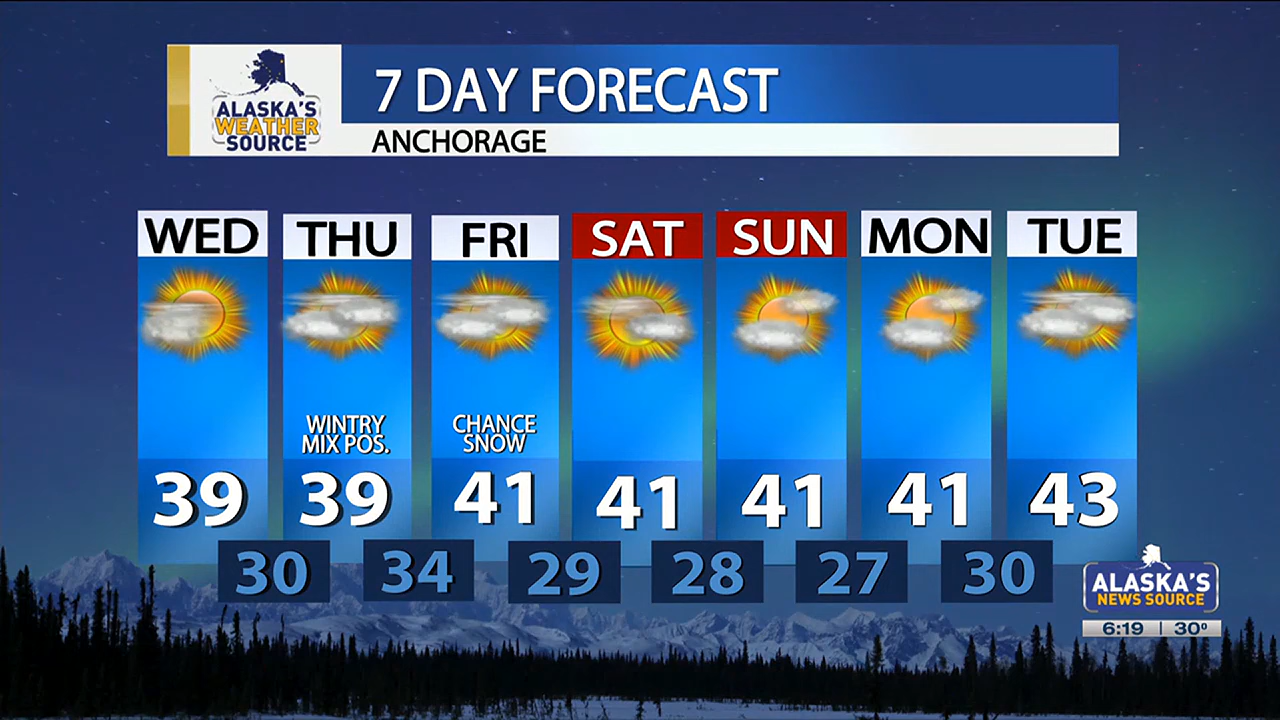 ALASKA'S
WEATHER
SOURCE
7 DAY FORECAST
ANCHORAGE
WED THU FRI SAT SUN MON TUE
WINTRY
MIX POS.
CHANCE
SNOW
39 39 41 41 41 41 43
30 34 29 28 27 30
ALASKA'S
NEWS SOURCE
6:19 | 30°